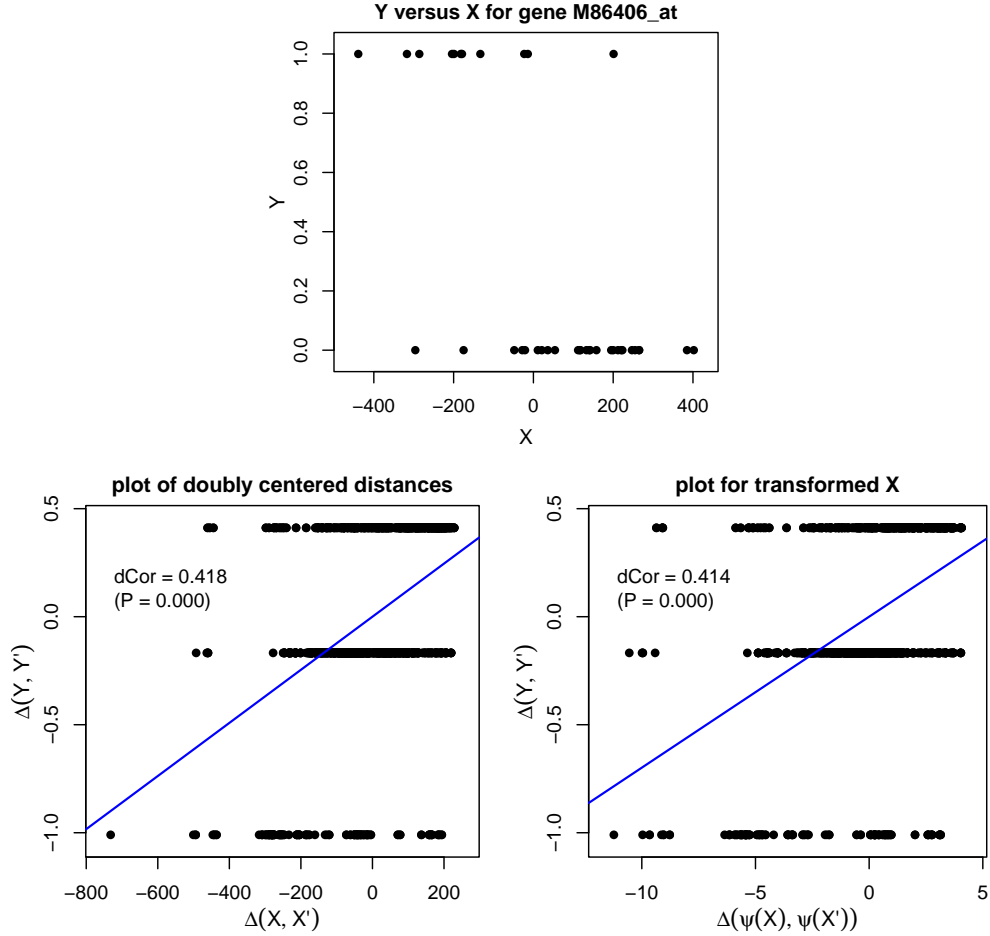 Y versus X for gene M86406_at
1.0
0.8
0.6
0.4
0.2
0.0
Y
−400 −200 0 200 400
X
plot of doubly centered distances
0.5
0.0
−0.5
−1.0
Δ(Y, Y')
dCor = 0.418
(P = 0.000)
−800 −600 −400 −200 0 200
Δ(X, X')
plot for transformed X
0.5
0.0
−0.5
−1.0
Δ(Y, Y')
dCor = 0.414
(P = 0.000)
−10 −5 0 5
Δ(ψ(X), ψ(X'))